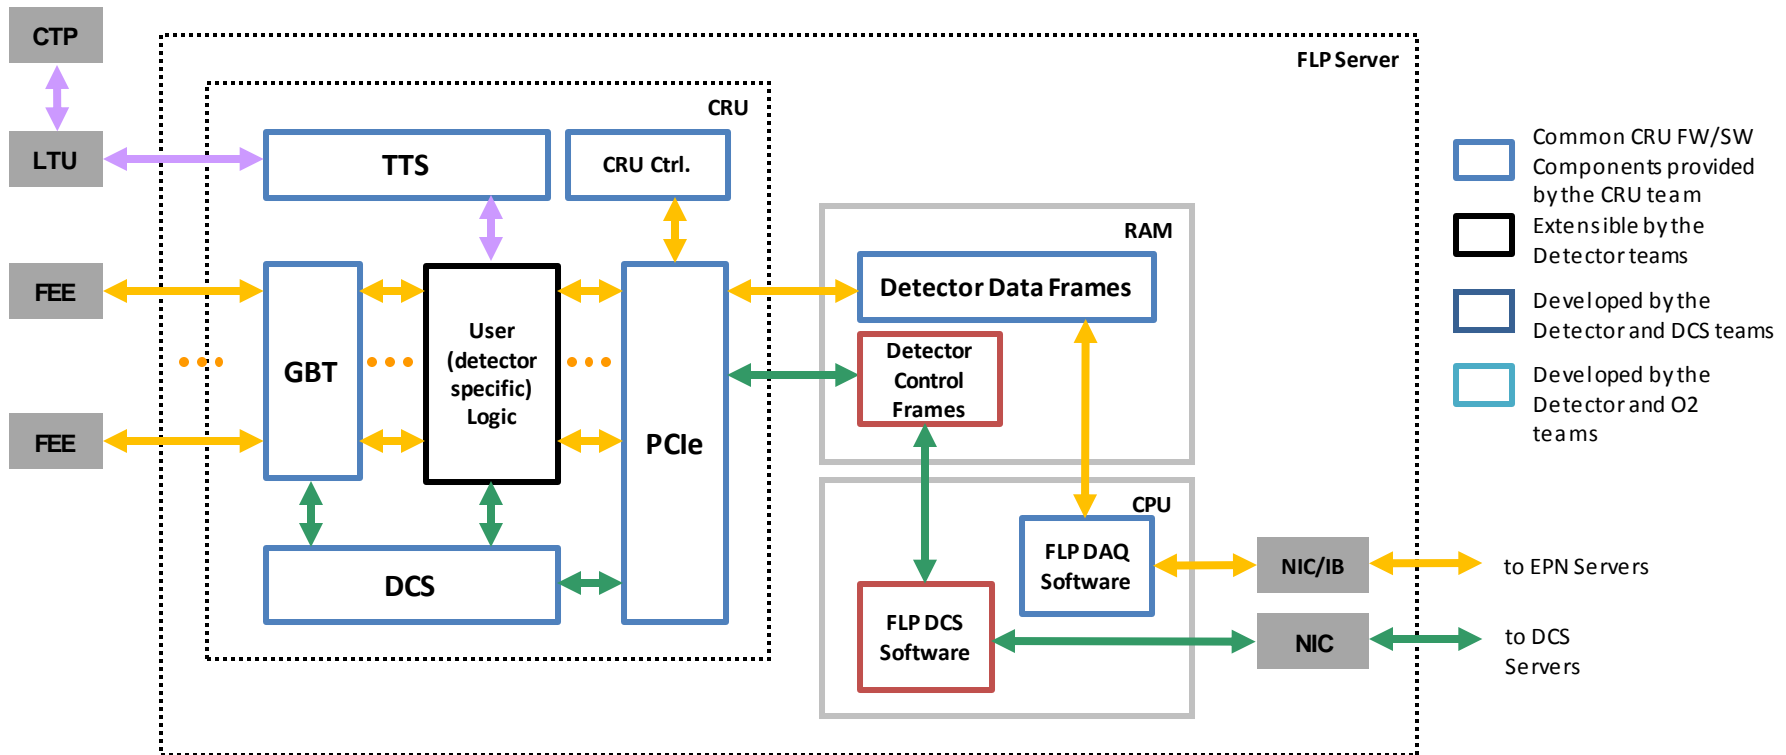 CTP
FLP Server
CRU
LTU
TTS
CRU Ctrl.
Common CRU FW/SW
Components provided
by the CRU team
Extensible by the
Detector teams
Developed by the
Detector and DCS teams
Developed by the
Detector and O2
teams
RAM
FEE
Detector Data Frames
GBT
User
(detector
specific)
Logic
PCIe
Detector
Control
Frames
FEE
CPU
FLP DAQ
Software
NIC/IB
to EPN Servers
DCS
FLP DCS
Software
NIC
to DCS
Servers